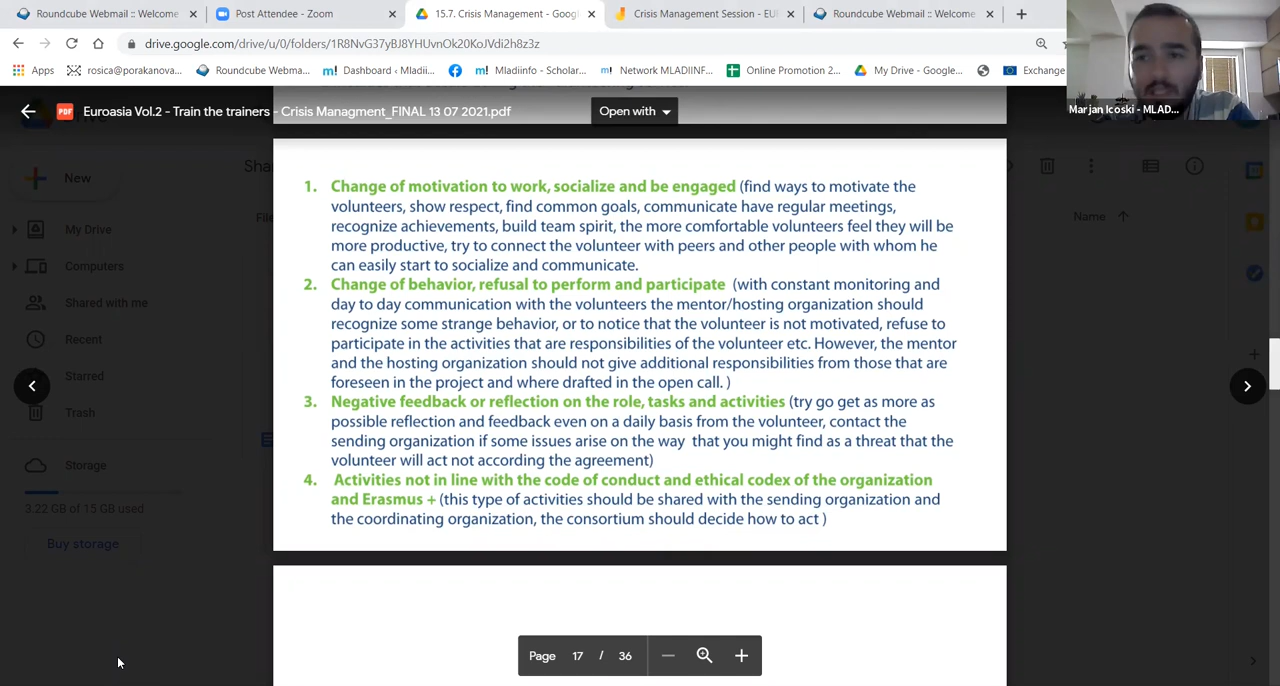 Roundcube Webmail :: Welcome
Post Attendee - Zoom
15.7. Crisis Management - Googl
Crisis Management Session - EUR
Roundcube Webmail :: Welcome
drive.google.com/drive/u/0/folders/1R8NvG37yBJ8YHUvnOk20KoJVdi2h8z3z
Apps
rosica@porakanova...
Roundcube Webma...
Dashboard ‹ Mladii...
Mladiinfo - Scholar...
Network MLADIINF...
Online Promotion 2...
My Drive - Google...
Exchange
Marjan Icoski - MLAD...
PDF
Euroasia Vol.2 - Train the trainers - Crisis Managment_FINAL 13 07 2021.pdf
Open with
New
My Drive
Computers
Shared with me
Recent
Starred
Trash
Storage
3.22 GB of 15 GB used
Buy storage
Name
1. Change of motivation to work, socialize and be engaged (find ways to motivate the
volunteers, show respect, find common goals, communicate have regular meetings,
recognize achievements, build team spirit, the more comfortable volunteers feel they will be
more productive, try to connect the volunteer with peers and other people with whom he
can easily start to socialize and communicate.
2. Change of behavior, refusal to perform and participate (with constant monitoring and
day to day communication with the volunteers the mentor/hosting organization should
recognize some strange behavior, or to notice that the volunteer is not motivated, refuse to
participate in the activities that are responsibilities of the volunteer etc. However, the mentor
and the hosting organization should not give additional responsibilities from those that are
foreseen in the project and where drafted in the open call. )
3. Negative feedback or reflection on the role, tasks and activities (try go get as more as
possible reflection and feedback even on a daily basis from the volunteer, contact the
sending organization if some issues arise on the way that you might find as a threat that the
volunteer will act not according the agreement)
4. Activities not in line with the code of conduct and ethical codex of the organization
and Erasmus + (this type of activities should be shared with the sending organization and
the coordinating organization, the consortium should decide how to act )
Page 17 / 36